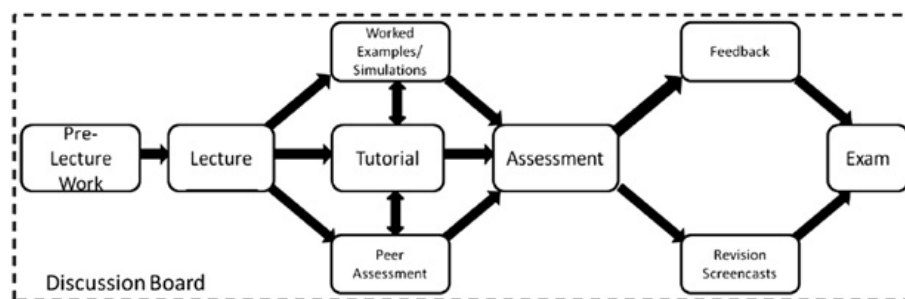 Worked
Examples/
Simulations
Feedback
Pre-
Lecture
Work
Lecture
Tutorial
Assessment
Exam
Peer
Assessment
Revision
Screencasts
Discussion Board